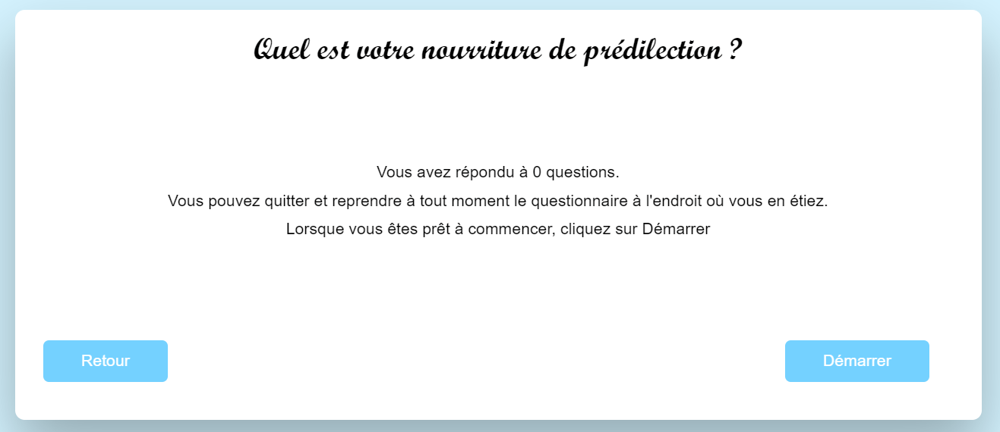 Quel est votre nourriture de prédilection ?
Vous avez répondu à 0 questions.
Vous pouvez quitter et reprendre à tout moment le questionnaire à l'endroit où vous en étiez.
Lorsque vous êtes prêt à commencer, cliquez sur Démarrer
Retour
Démarrer